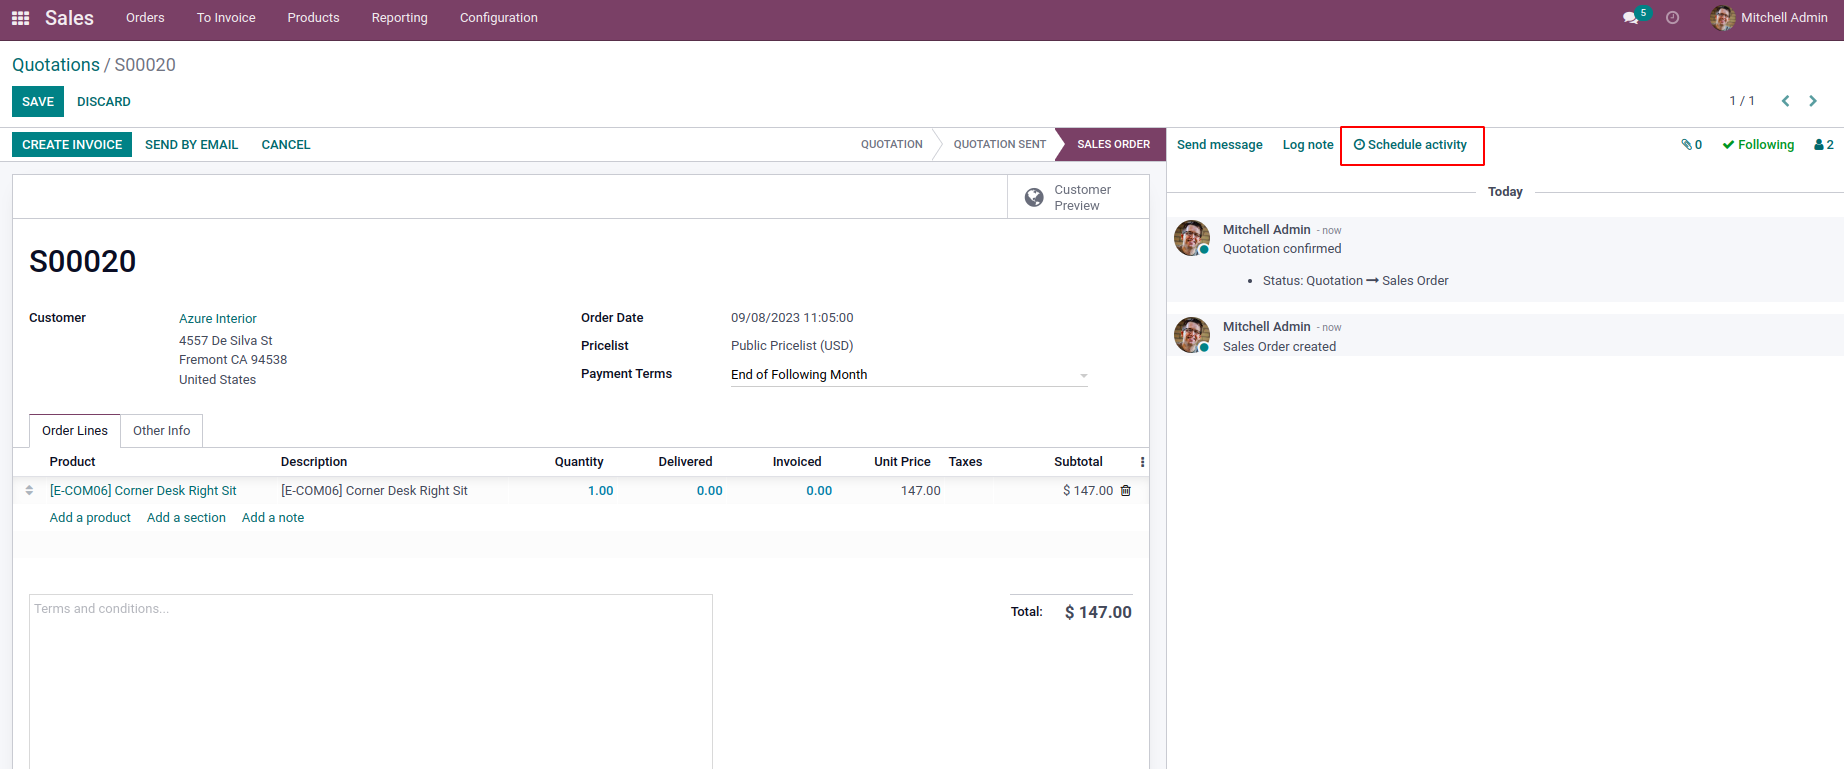 Sales Orders To Invoice Products Reporting Configuration 5 Mitchell Admin
Quotations / S00020
SAVE DISCARD 1 / 1
CREATE INVOICE SEND BY EMAIL CANCEL QUOTATION QUOTATION SENT SALES ORDER
Customer
Preview
S00020
Customer Azure Interior
4557 De Silva St
Fremont CA 94538
United States
Order Date 09/08/2023 11:05:00
Pricelist Public Pricelist (USD)
Payment Terms End of Following Month
Order Lines Other Info
Product Description Quantity Delivered Invoiced Unit Price Taxes Subtotal
[E-COM06] Corner Desk Right Sit [E-COM06] Corner Desk Right Sit 1.00 0.00 0.00 147.00 $ 147.00
Add a product Add a section Add a note
Terms and conditions...
Total: $ 147.00
Send message Log note Schedule activity 0 Following 2
Today
Mitchell Admin - now
Quotation confirmed
• Status: Quotation → Sales Order
Mitchell Admin - now
Sales Order created